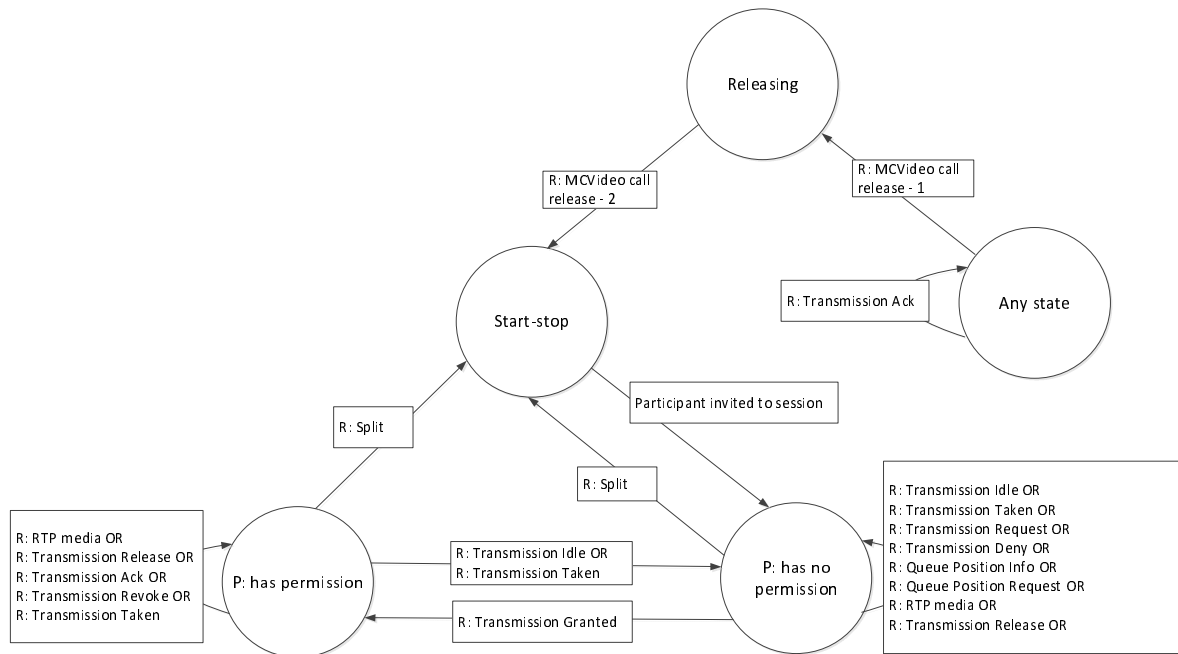 Releasing
R: MCVideo call
release - 1
R: MCVideo call
release - 2
Start-stop
R: Transmission Ack
Any state
Participant invited to session
R: Split
R: Split
R: RTP media OR
R: Transmission Release OR
R: Transmission Ack OR
R: Transmission Revoke OR
R: Transmission Taken
P: has permission
R: Transmission Idle OR
R: Transmission Taken
R: Transmission Granted
P: has no
permission
R: Transmission Idle OR
R: Transmission Taken OR
R: Transmission Request OR
R: Transmission Deny OR
R: Queue Position Info OR
R: Queue Position Request OR
R: RTP media OR
R: Transmission Release OR